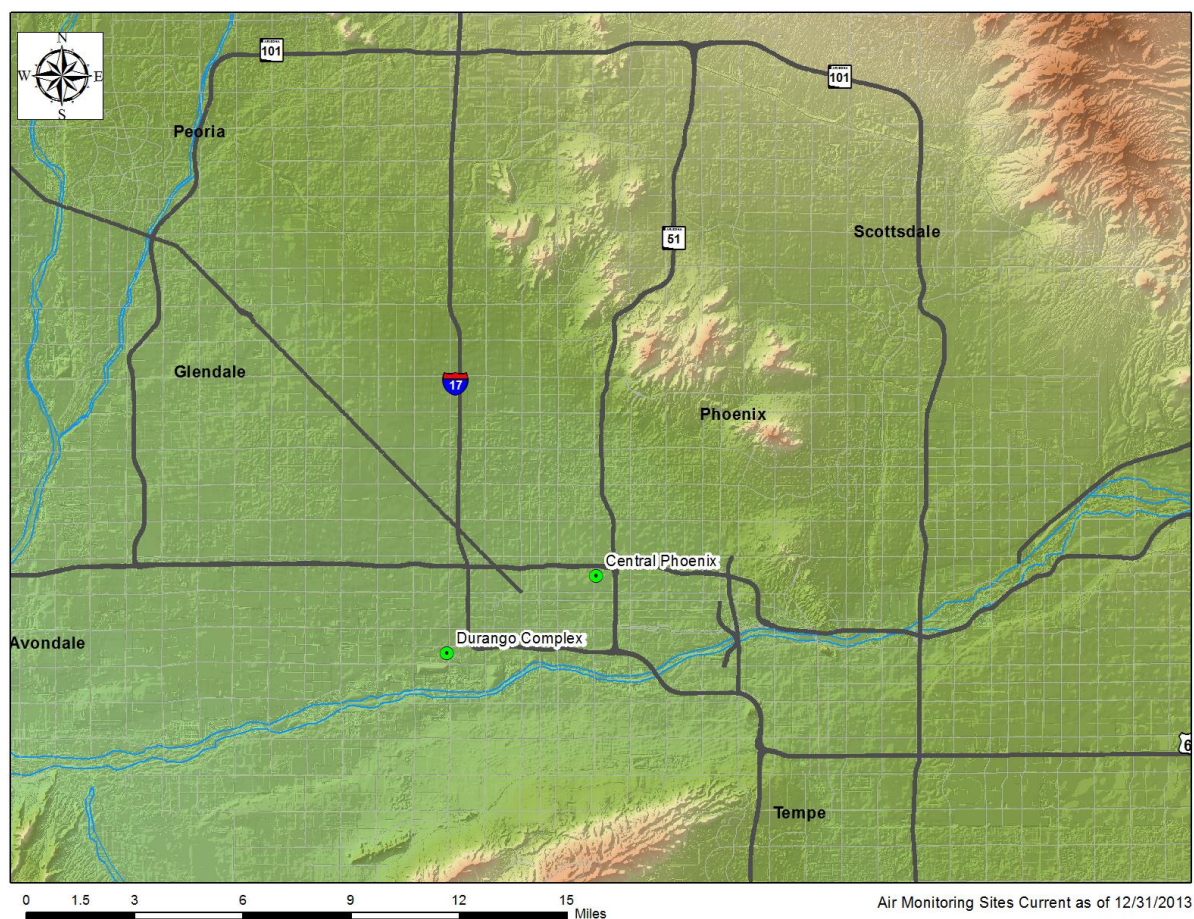 N
W E
S
101
101
Peoria
51
Scottsdale
Glendale
17
Phoenix
Central Phoenix
Avondale
Durango Complex
6
Tempe
0 1.5 3 6 9 12 15
Miles
Air Monitoring Sites Current as of 12/31/2013